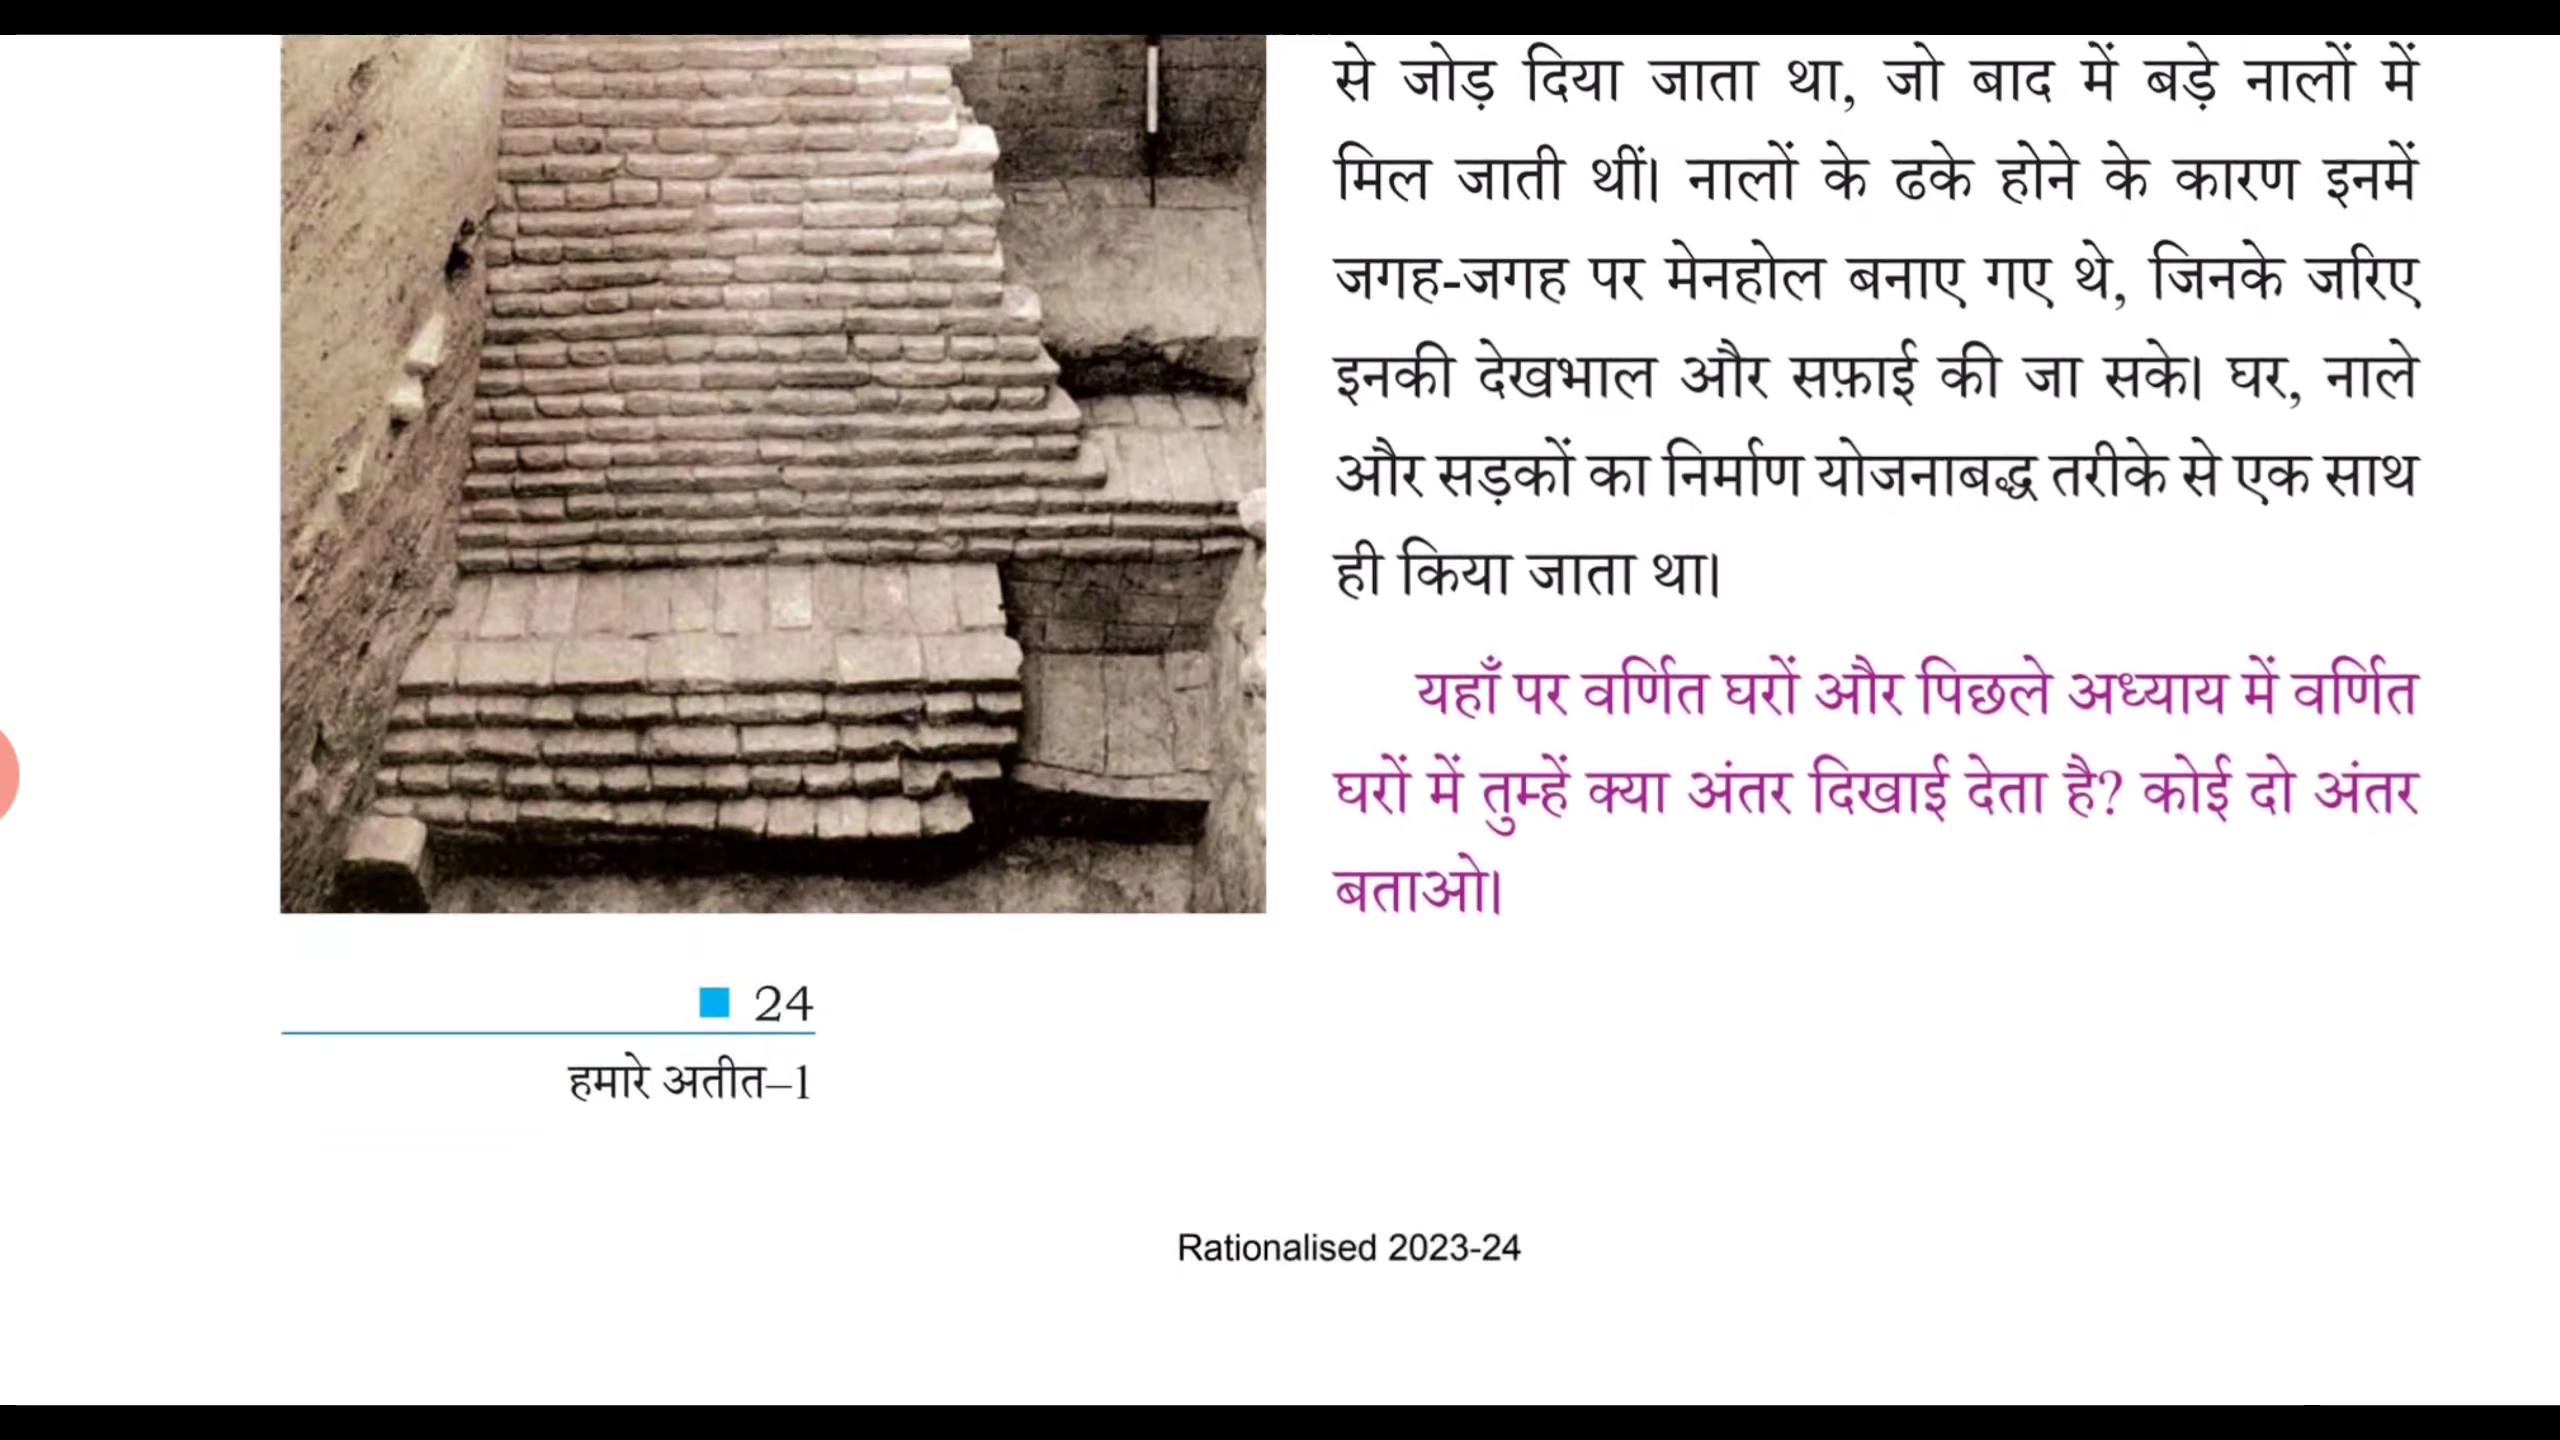 से जोड़ दिया जाता था, जो बाद में बड़े नालों में
मिल जाती थीं। नालों के ढके होने के कारण इनमें
जगह-जगह पर मेनहोल बनाए गए थे, जिनके जरिए
इनकी देखभाल और सफ़ाई की जा सके। घर, नाले
और सड़कों का निर्माण योजनाबद्ध तरीके से एक साथ
ही किया जाता था।
यहाँ पर वर्णित घरों और पिछले अध्याय में वर्णित
घरों में तुम्हें क्या अंतर दिखाई देता है? कोई दो अंतर
बताओ।
24
हमारे अतीत–1
Rationalised 2023-24